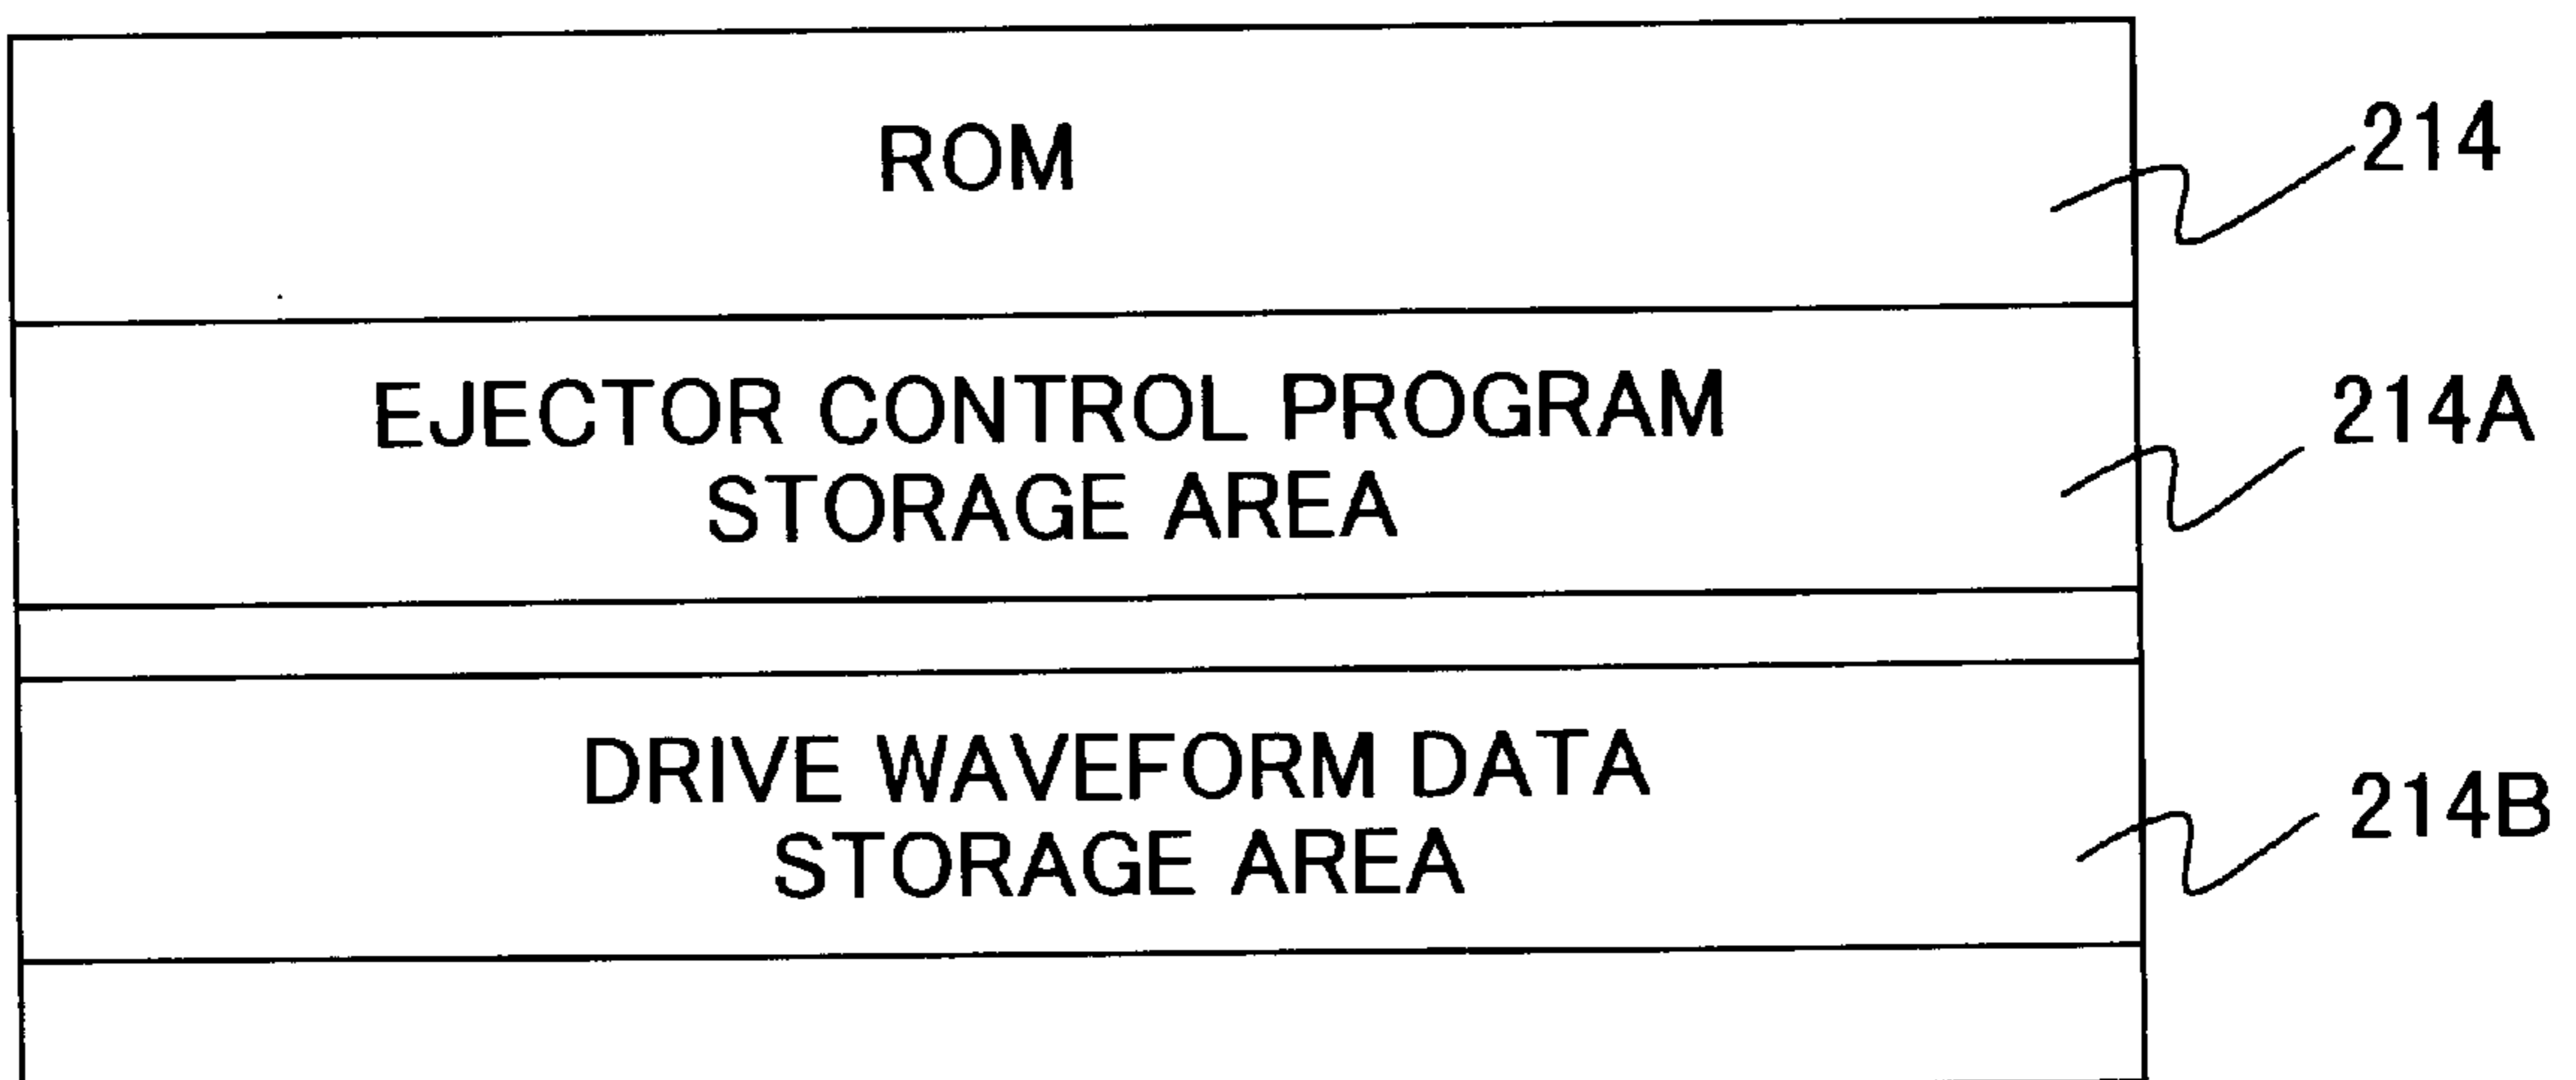 ROM
214
EJECTOR CONTROL PROGRAM
STORAGE AREA
214A
DRIVE WAVEFORM DATA
STORAGE AREA
214B